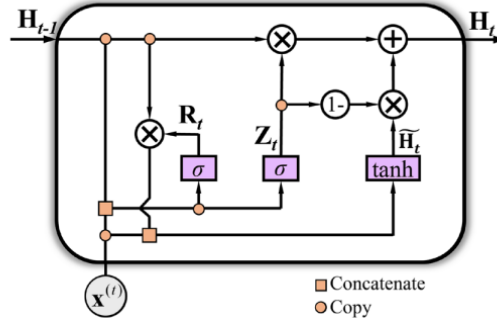 H_{t-1}
H_t
R_t
Z_t
1-
H̃_t
σ
σ
tanh
x^{(t)}
Concatenate
Copy